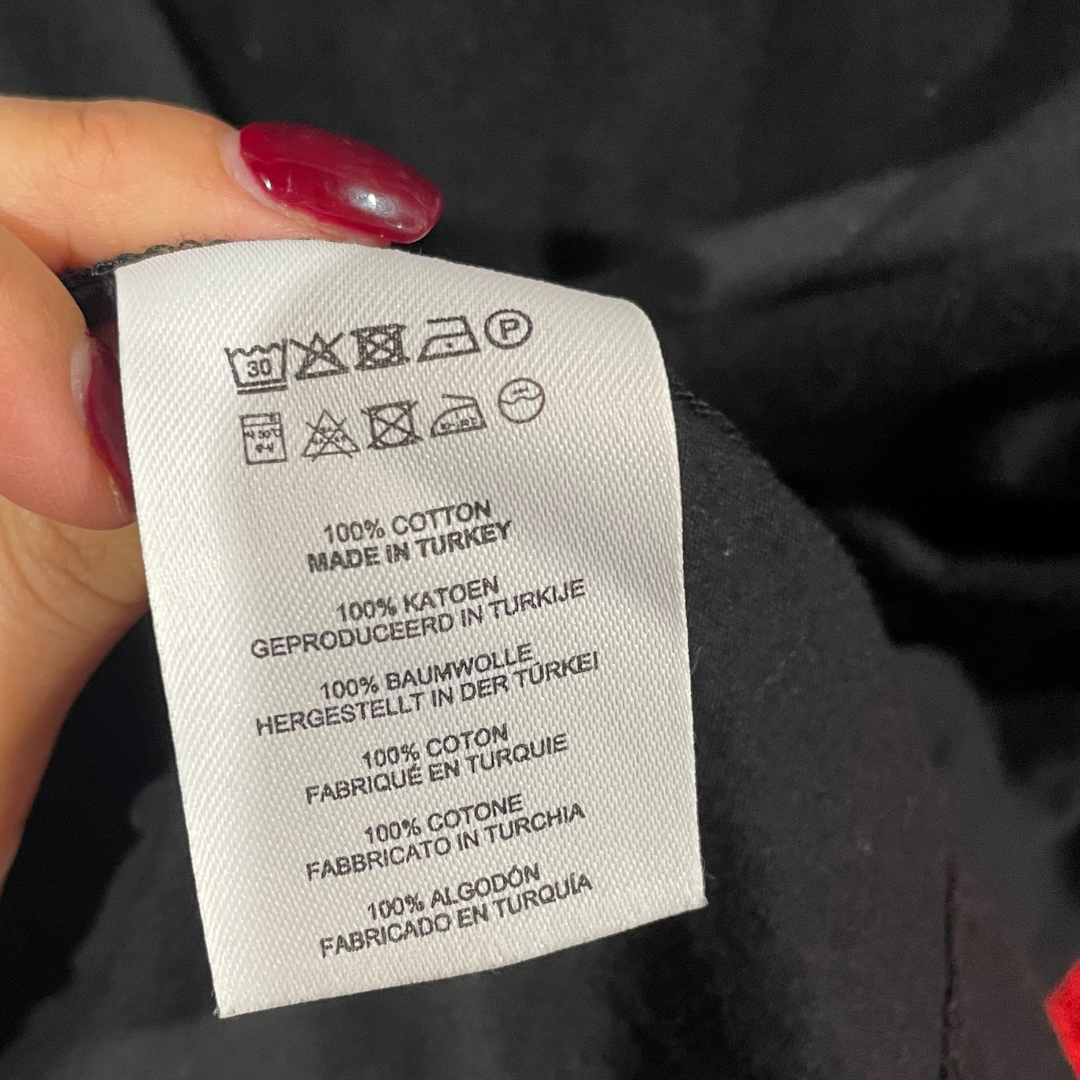 30
P
100% COTTON
MADE IN TURKEY
100% KATOEN
GEPRODUCEERD IN TURKIJE
100% BAUMWOLLE
HERGESTELLT IN DER TÜRKEI
100% COTON
FABRIQUÉ EN TURQUIE
100% COTONE
FABBRICATO IN TURCHIA
100% ALGODÓN
FABRICADO EN TURQUÍA